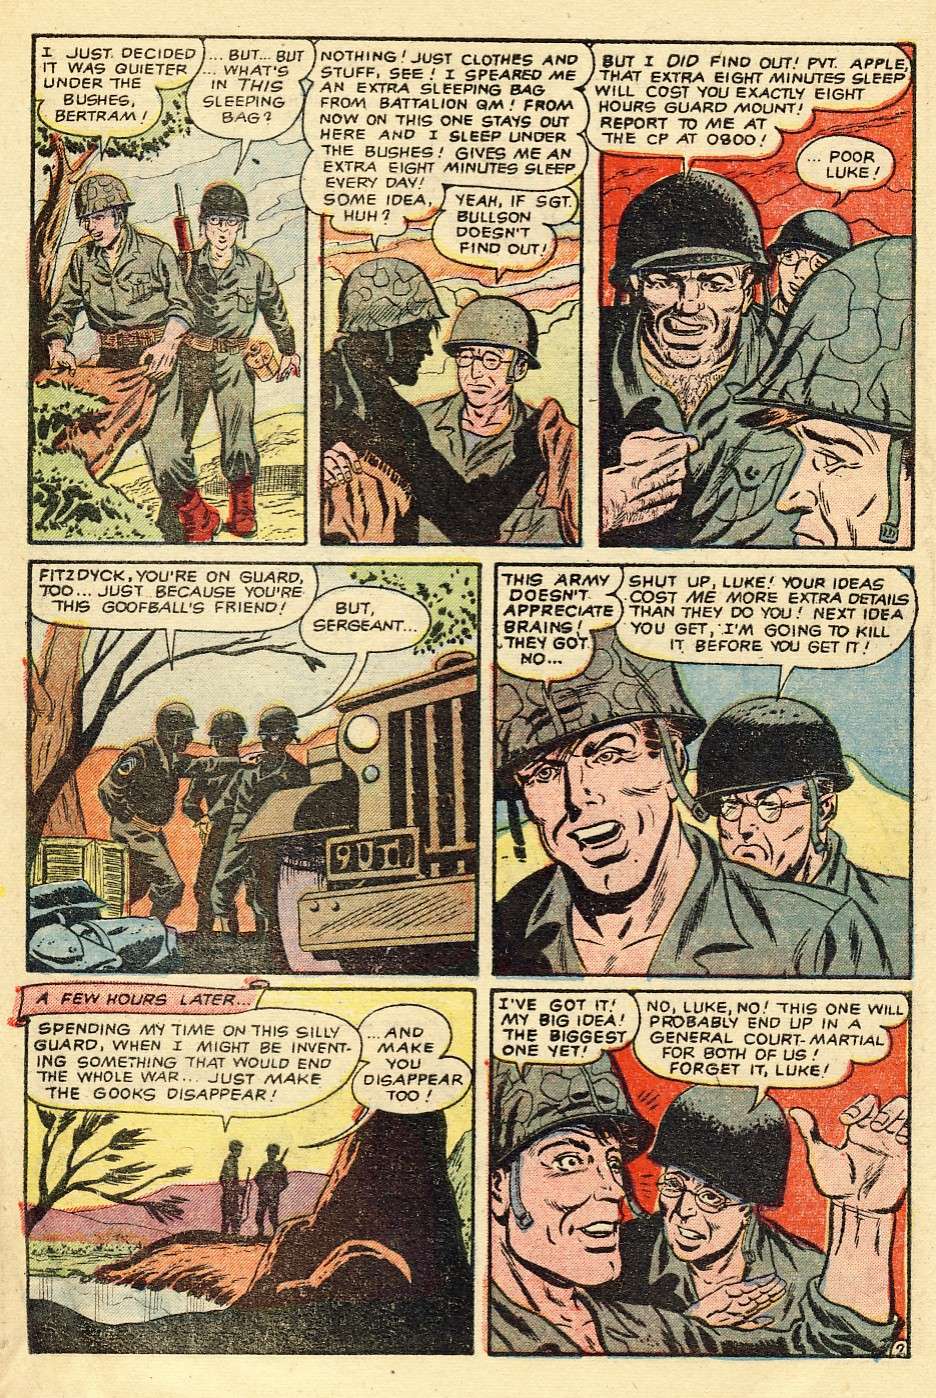 I JUST DECIDED
IT WAS QUIETER
UNDER THE
BUSHES,
BERTRAM!
... BUT... BUT
... WHAT'S
IN THIS
SLEEPING
BAG?
NOTHING! JUST CLOTHES AND
STUFF, SEE! I SPEARED ME
AN EXTRA SLEEPING BAG
FROM BATTALION QM! FROM
NOW ON THIS ONE STAYS OUT
HERE AND I SLEEP UNDER
THE BUSHES! GIVES ME AN
EXTRA EIGHT MINUTES SLEEP
EVERY DAY!
SOME IDEA,
HUH?
YEAH, IF SGT.
BULLSON
DOESN'T
FIND OUT!
BUT I DID FIND OUT! PVT. APPLE,
THAT EXTRA EIGHT MINUTES SLEEP
WILL COST YOU EXACTLY EIGHT
HOURS GUARD MOUNT!
REPORT TO ME AT
THE CP AT 0800!
... POOR
LUKE!
FITZDYCK, YOU'RE ON GUARD,
TOO... JUST BECAUSE YOU'RE
THIS GOOFBALL'S FRIEND!
BUT,
SERGEANT...
THIS ARMY
DOESN'T
APPRECIATE
BRAINS!
THEY GOT
NO...
SHUT UP, LUKE! YOUR IDEAS
COST ME MORE EXTRA DETAILS
THAN THEY DO YOU! NEXT IDEA
YOU GET, I'M GOING TO KILL
IT BEFORE YOU GET IT!
A FEW HOURS LATER...
SPENDING MY TIME ON THIS SILLY
GUARD, WHEN I MIGHT BE INVENT-
ING SOMETHING THAT WOULD END
THE WHOLE WAR... JUST MAKE
THE GOOKS DISAPPEAR!
...AND
MAKE
YOU
DISAPPEAR
TOO!
I'VE GOT IT!
MY BIG IDEA!
THE BIGGEST
ONE YET!
NO, LUKE, NO! THIS ONE WILL
PROBABLY END UP IN A
GENERAL COURT-MARTIAL
FOR BOTH OF US!
FORGET IT, LUKE!
2